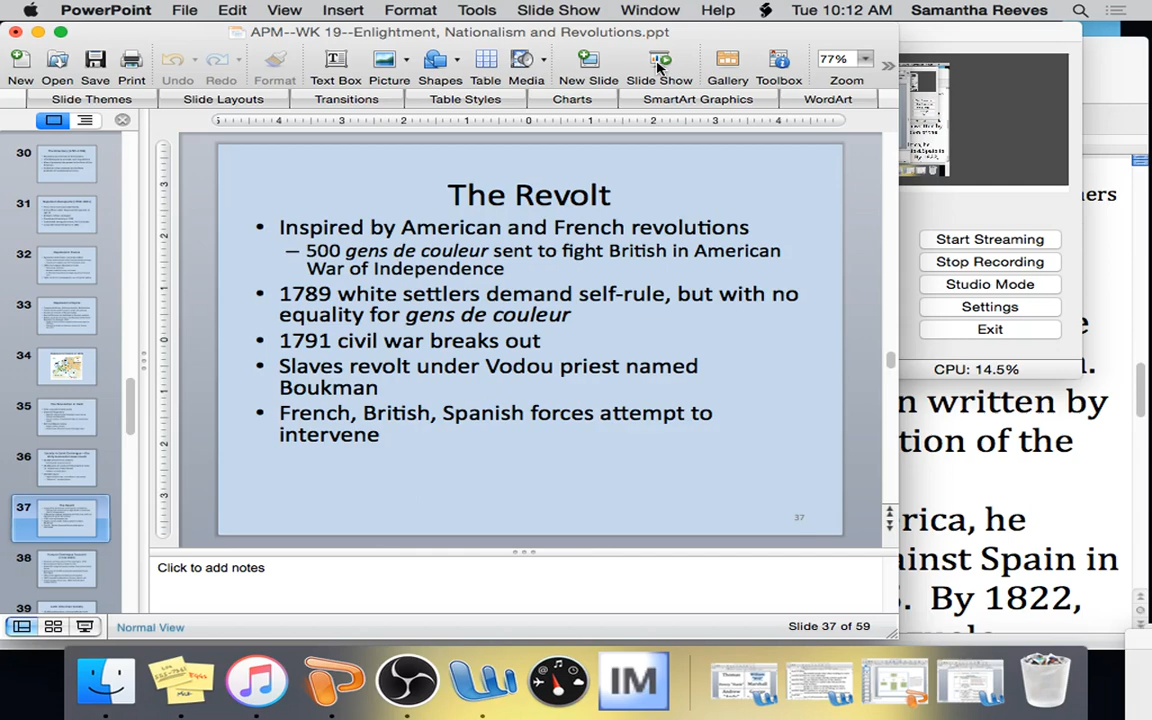 PowerPoint File Edit View Insert Format Tools Slide Show Window Help Tue 10:12 AM Samantha Reeves
APM--WK 19--Enlightment, Nationalism and Revolutions.ppt
New Open Save Print Undo Redo Format Text Box Picture Shapes Table Media New Slide Slide Show Gallery Toolbox 77% Zoom
Slide Themes Slide Layouts Transitions Table Styles Charts SmartArt Graphics WordArt
30
31
32
33
34
35
36
37
38
39
The Revolt
• Inspired by American and French revolutions
– 500 gens de couleur sent to fight British in American
War of Independence
• 1789 white settlers demand self-rule, but with no
equality for gens de couleur
• 1791 civil war breaks out
• Slaves revolt under Vodou priest named
Boukman
• French, British, Spanish forces attempt to
intervene
37
Click to add notes
Normal View
Slide 37 of 59
Start Streaming
Stop Recording
Studio Mode
Settings
Exit
CPU: 14.5%
n written by
tion of the
rica, he
ainst Spain in
. By 1822,
IM